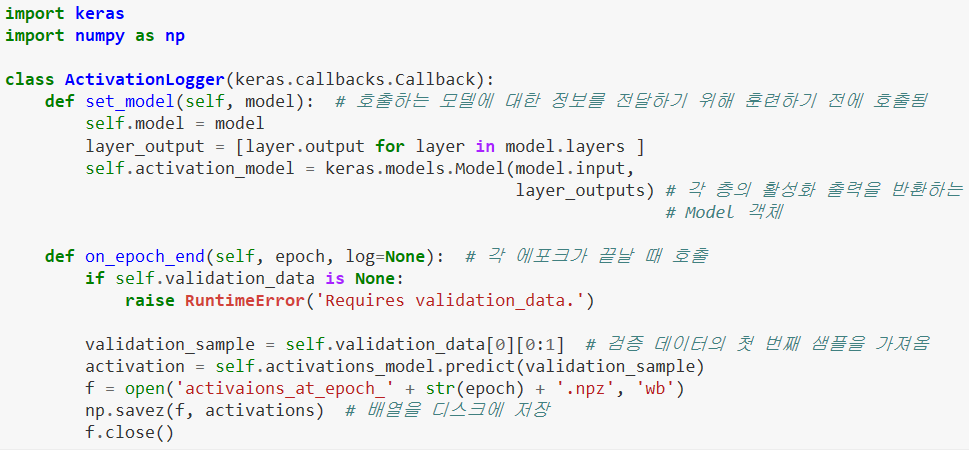 import keras
import numpy as np
class ActivationLogger(keras.callbacks.Callback):
def set_model(self, model):  # 호출하는 모델에 대한 정보를 전달하기 위해 훈련하기 전에 호출됨
self.model = model
layer_output = [layer.output for layer in model.layers ]
self.activation_model = keras.models.Model(model.input,
layer_outputs) # 각 층의 활성화 출력을 반환하는
# Model 객체
def on_epoch_end(self, epoch, log=None):  # 각 에포크가 끝날 때 호출
if self.validation_data is None:
raise RuntimeError('Requires validation_data.')
validation_sample = self.validation_data[0][0:1]  # 검증 데이터의 첫 번째 샘플을 가져옴
activation = self.activations_model.predict(validation_sample)
f = open('activaions_at_epoch_' + str(epoch) + '.npz', 'wb')
np.savez(f, activations)  # 배열을 디스크에 저장
f.close()